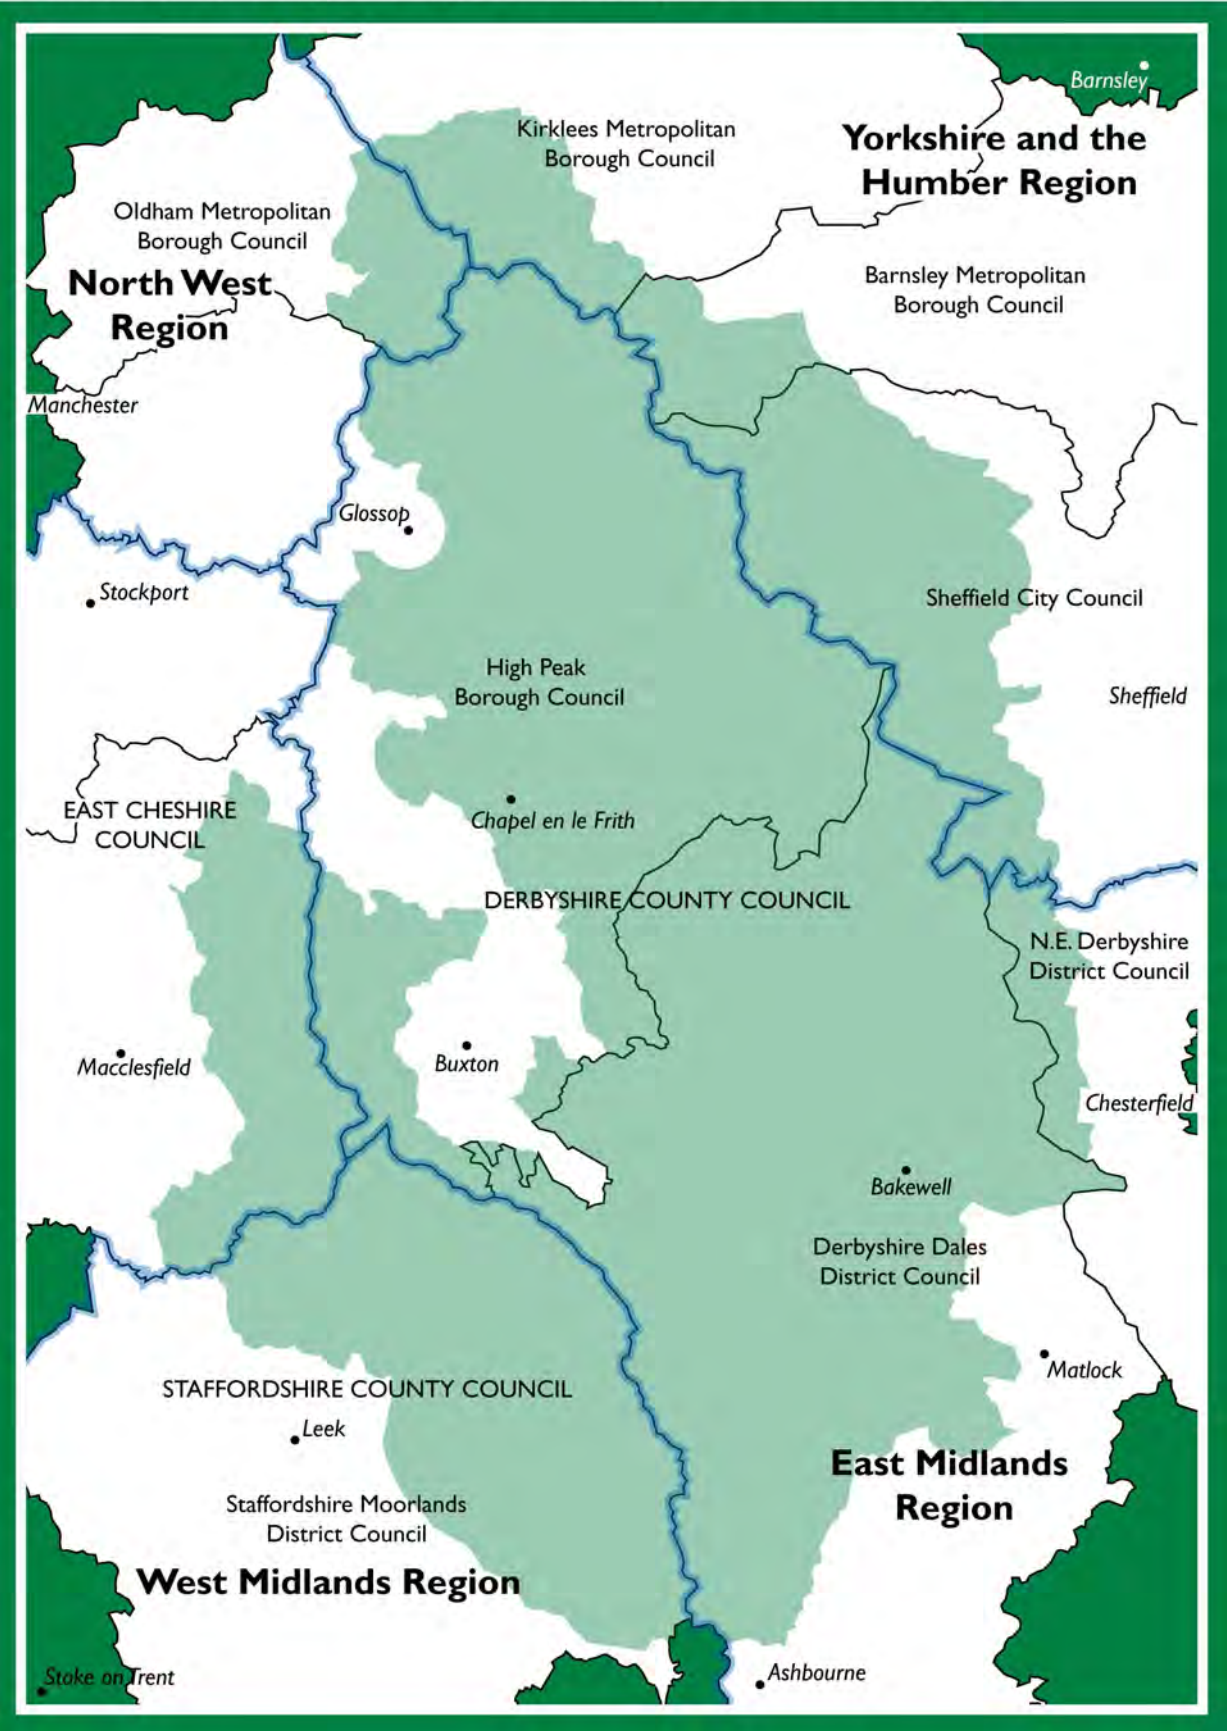 Barnsley
Kirklees Metropolitan
Borough Council
Yorkshire and the
Humber Region
Oldham Metropolitan
Borough Council
North West
Region
Barnsley Metropolitan
Borough Council
Manchester
Glossop
Stockport
Sheffield City Council
High Peak
Borough Council
Sheffield
EAST CHESHIRE
COUNCIL
Chapel en le Frith
DERBYSHIRE COUNTY COUNCIL
N.E. Derbyshire
District Council
Macclesfield
Buxton
Chesterfield
Bakewell
Derbyshire Dales
District Council
Matlock
STAFFORDSHIRE COUNTY COUNCIL
Leek
East Midlands
Region
Staffordshire Moorlands
District Council
West Midlands Region
Stoke on Trent
Ashbourne